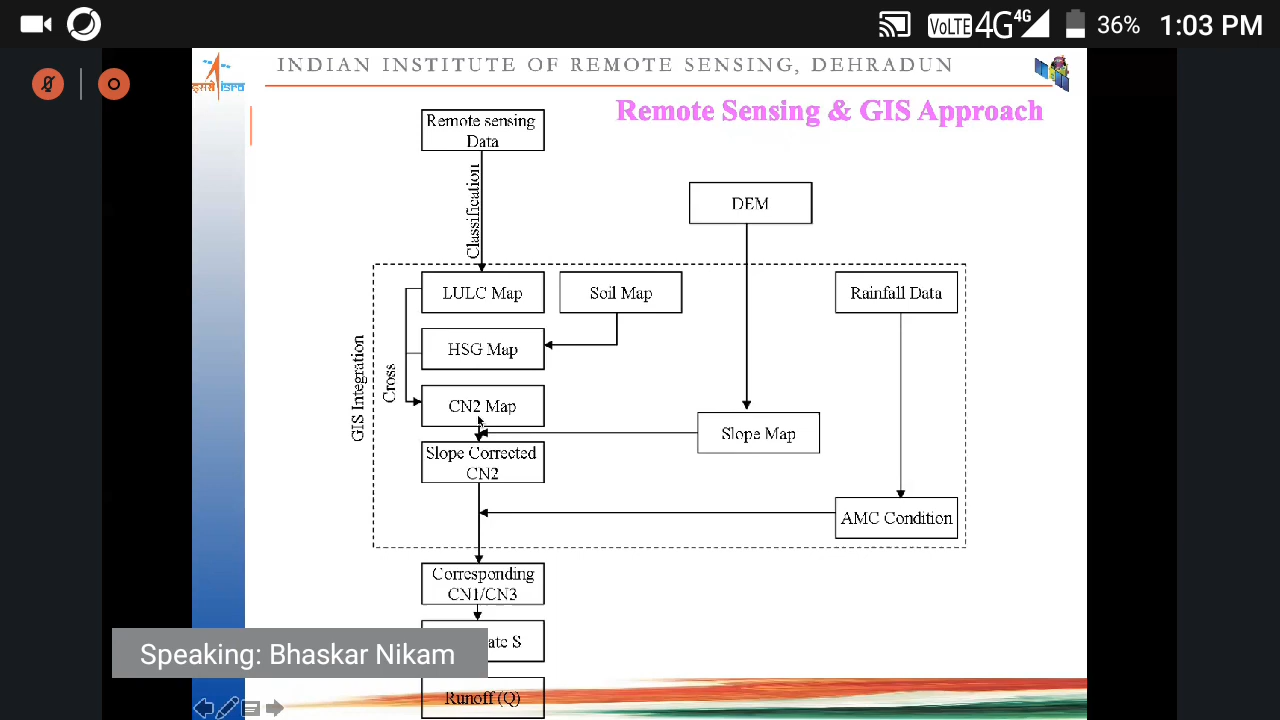 VoLTE 4G 4G 36% 1:03 PM
INDIAN INSTITUTE OF REMOTE SENSING, DEHRADUN
इसरो isro
Remote Sensing & GIS Approach
Remote sensing
Data
Classification
DEM
LULC Map
Soil Map
Rainfall Data
HSG Map
GIS Integration
Cross
CN2 Map
Slope Map
Slope Corrected
CN2
AMC Condition
Corresponding
CN1/CN3
S
Speaking: Bhaskar Nikam
Runoff (Q)